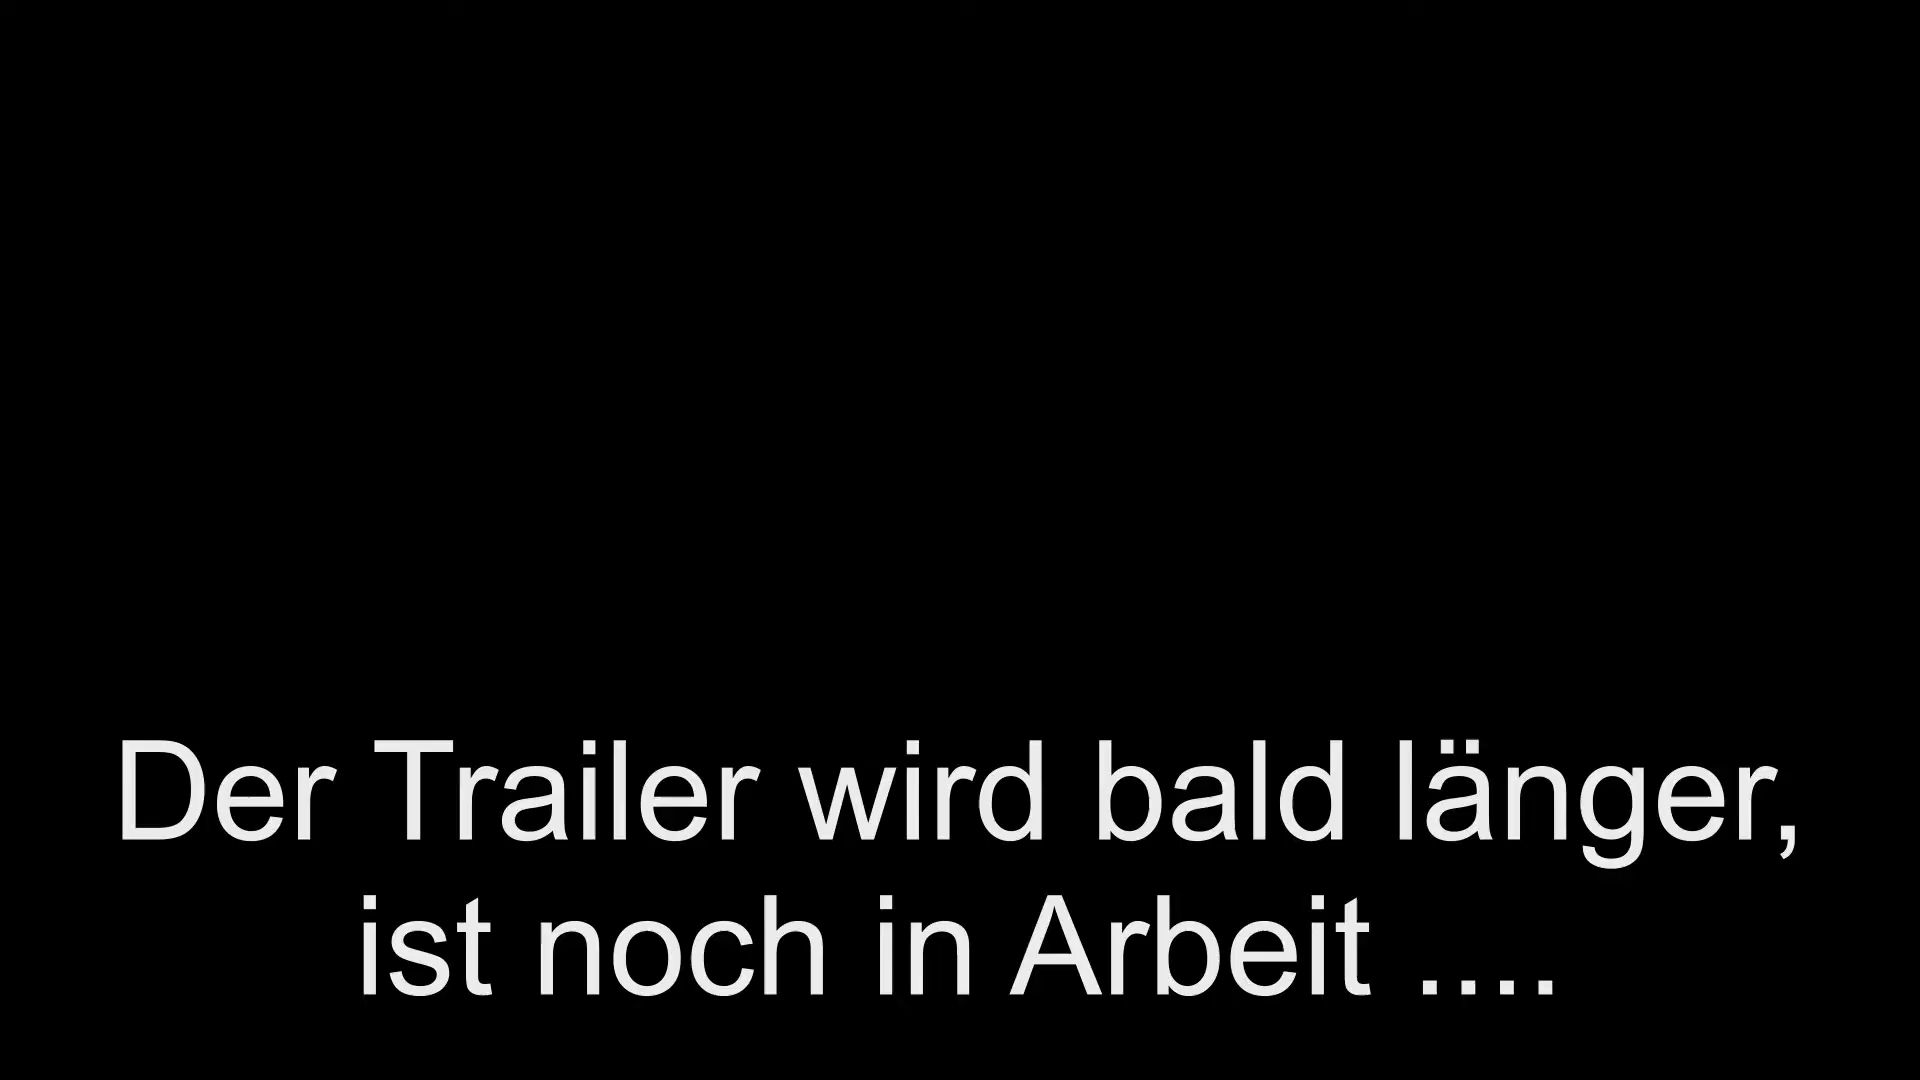 Der Trailer wird bald länger,
ist noch in Arbeit ....